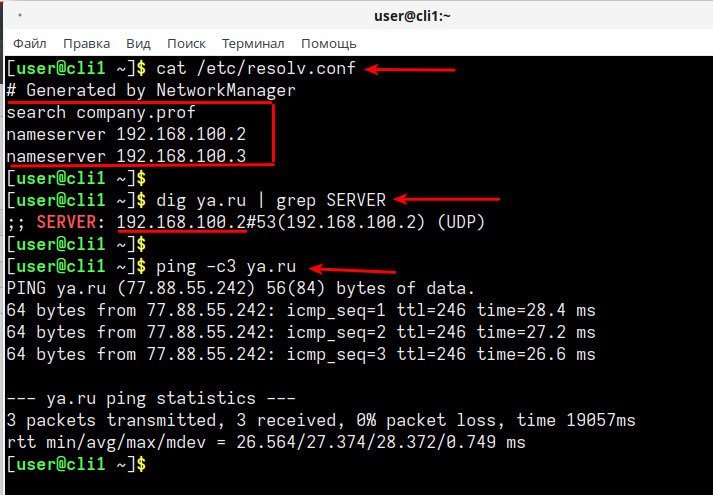 user@cli1:~
Файл Правка Вид Поиск Терминал Помощь
[user@cli1 ~]$ cat /etc/resolv.conf
# Generated by NetworkManager
search company.prof
nameserver 192.168.100.2
nameserver 192.168.100.3
[user@cli1 ~]$
[user@cli1 ~]$ dig ya.ru | grep SERVER
;; SERVER: 192.168.100.2#53(192.168.100.2) (UDP)
[user@cli1 ~]$
[user@cli1 ~]$ ping -c3 ya.ru
PING ya.ru (77.88.55.242) 56(84) bytes of data.
64 bytes from 77.88.55.242: icmp_seq=1 ttl=246 time=28.4 ms
64 bytes from 77.88.55.242: icmp_seq=2 ttl=246 time=27.2 ms
64 bytes from 77.88.55.242: icmp_seq=3 ttl=246 time=26.6 ms
--- ya.ru ping statistics ---
3 packets transmitted, 3 received, 0% packet loss, time 19057ms
rtt min/avg/max/mdev = 26.564/27.374/28.372/0.749 ms
[user@cli1 ~]$